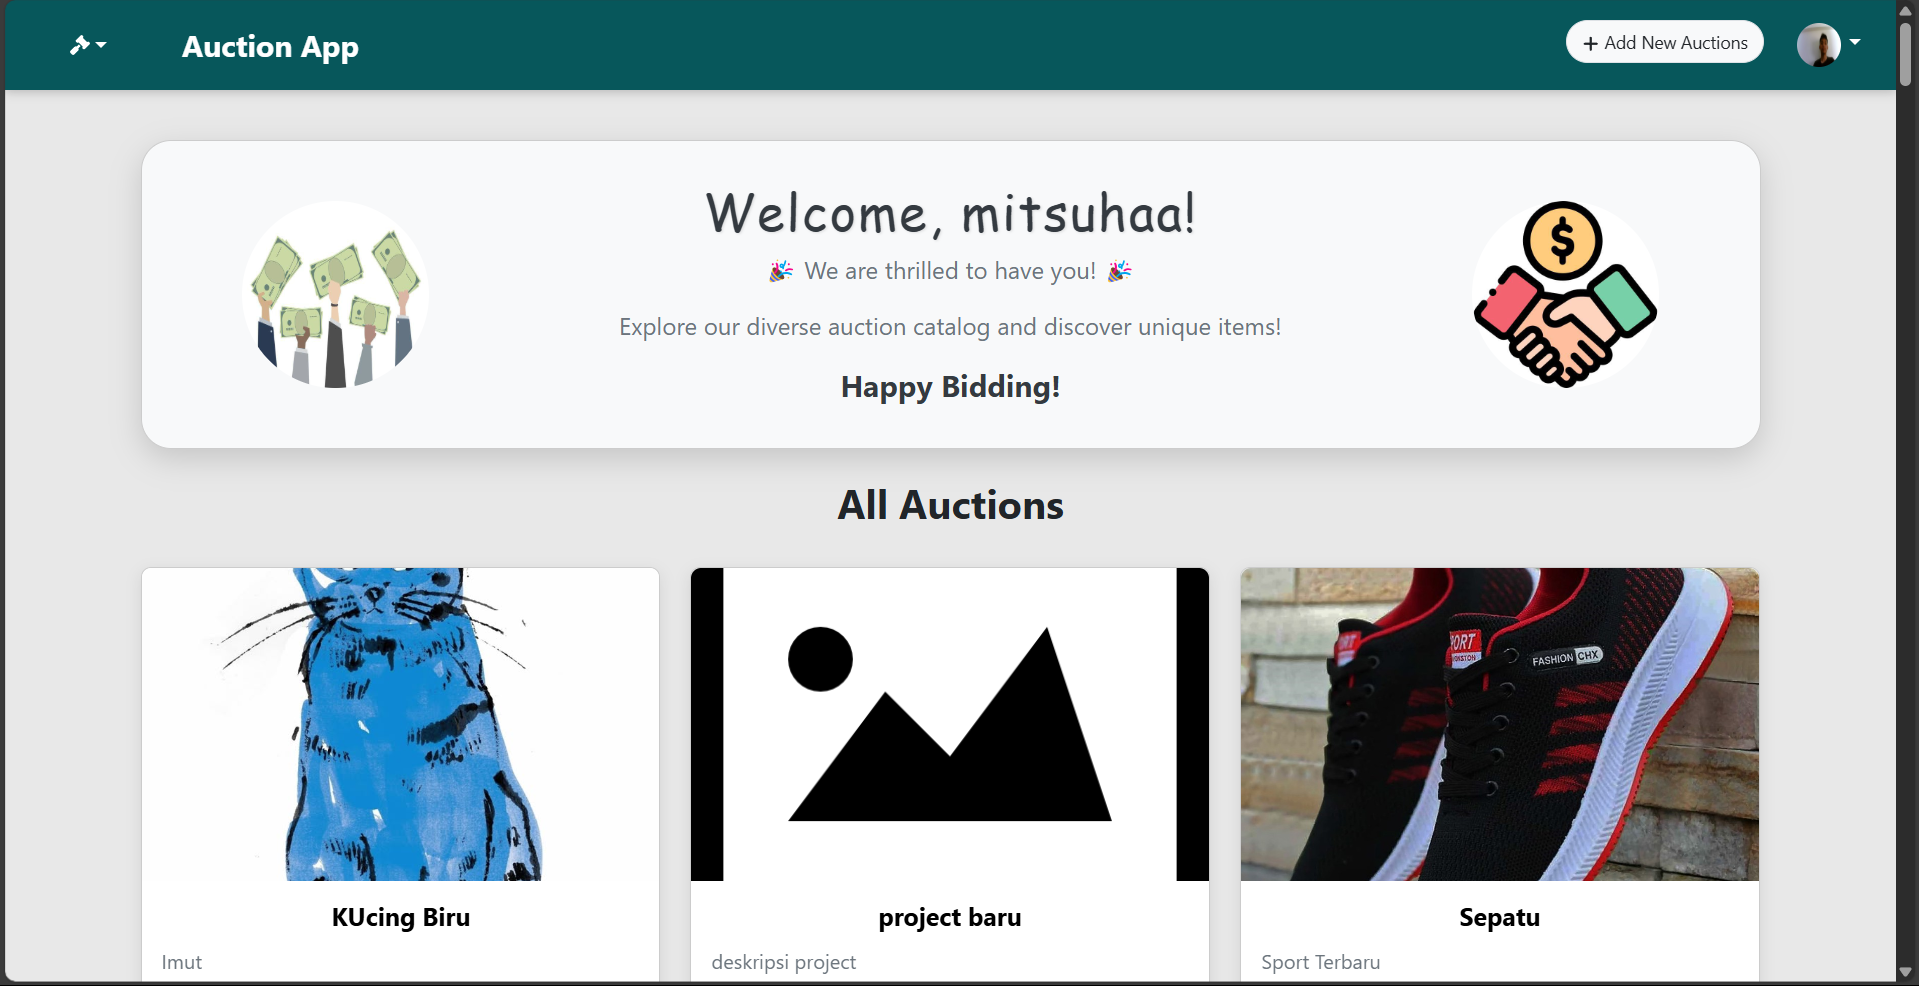 Auction App
+ Add New Auctions
Welcome, mitsuhaa!
🎉 We are thrilled to have you! 🎉
Explore our diverse auction catalog and discover unique items!
Happy Bidding!
All Auctions
SPORT
FASHION CHX
KUcing Biru
project baru
Sepatu
Imut
deskripsi project
Sport Terbaru